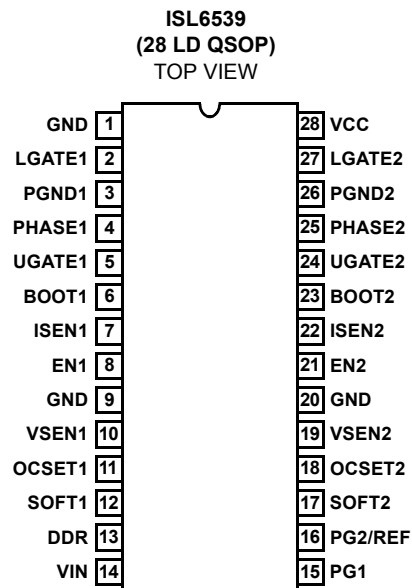 ISL6539
(28 LD QSOP)
TOP VIEW
GND 1 28 VCC
LGATE1 2 27 LGATE2
PGND1 3 26 PGND2
PHASE1 4 25 PHASE2
UGATE1 5 24 UGATE2
BOOT1 6 23 BOOT2
ISEN1 7 22 ISEN2
EN1 8 21 EN2
GND 9 20 GND
VSEN1 10 19 VSEN2
OCSET1 11 18 OCSET2
SOFT1 12 17 SOFT2
DDR 13 16 PG2/REF
VIN 14 15 PG1